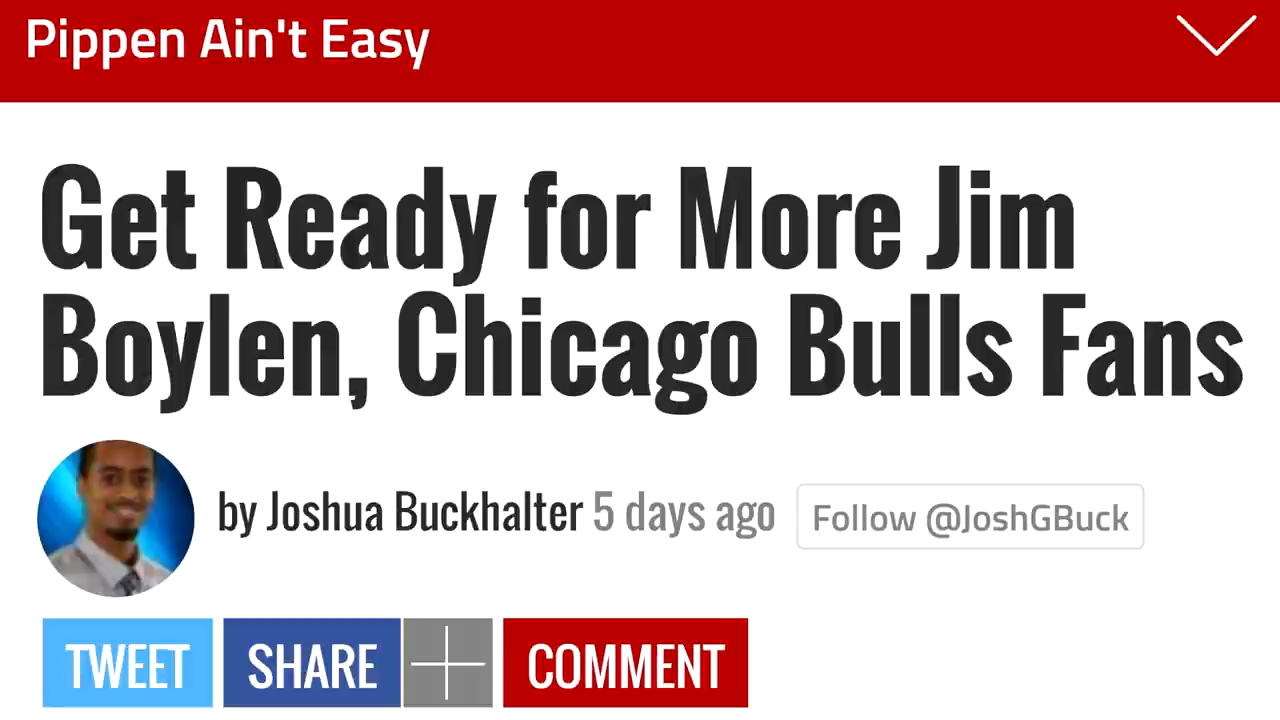 Pippen Ain't Easy
Get Ready for More Jim
Boylen, Chicago Bulls Fans
by Joshua Buckhalter 5 days ago Follow @JoshGBuck
TWEET SHARE COMMENT